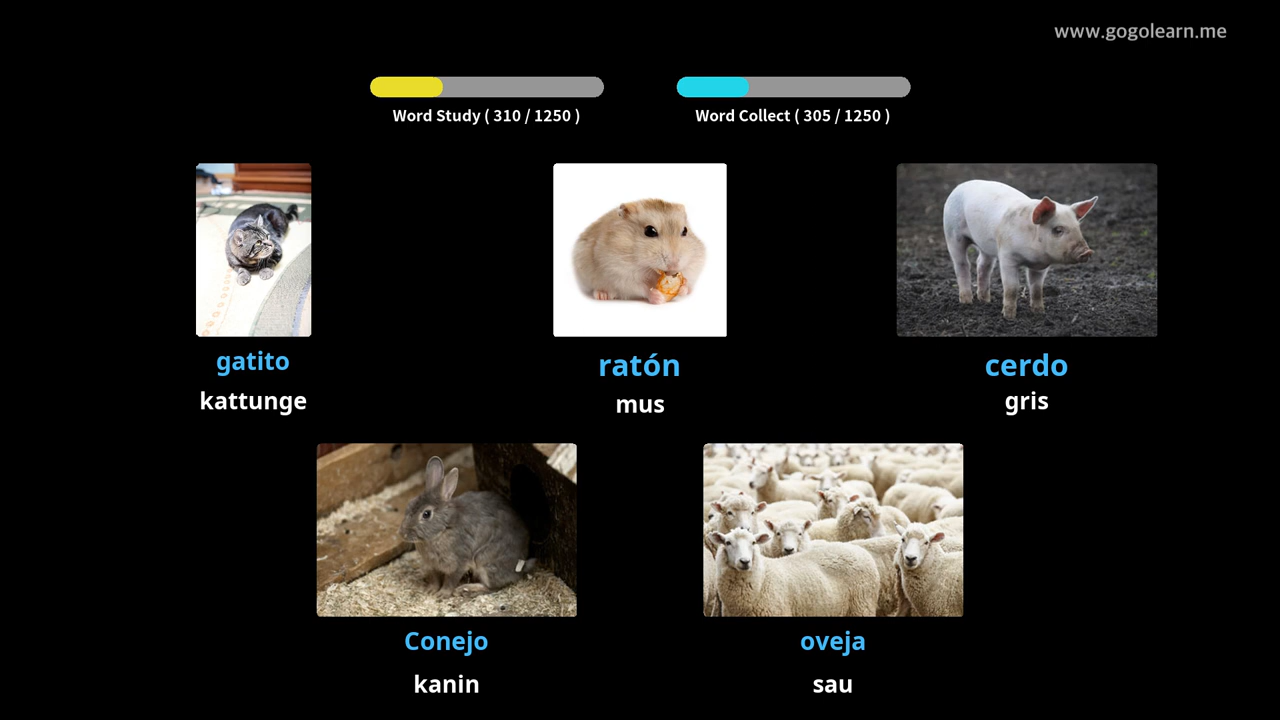 www.gogolearn.me
Word Study ( 310 / 1250 )
Word Collect ( 305 / 1250 )
gatito
kattunge
ratón
mus
cerdo
gris
Conejo
kanin
oveja
sau